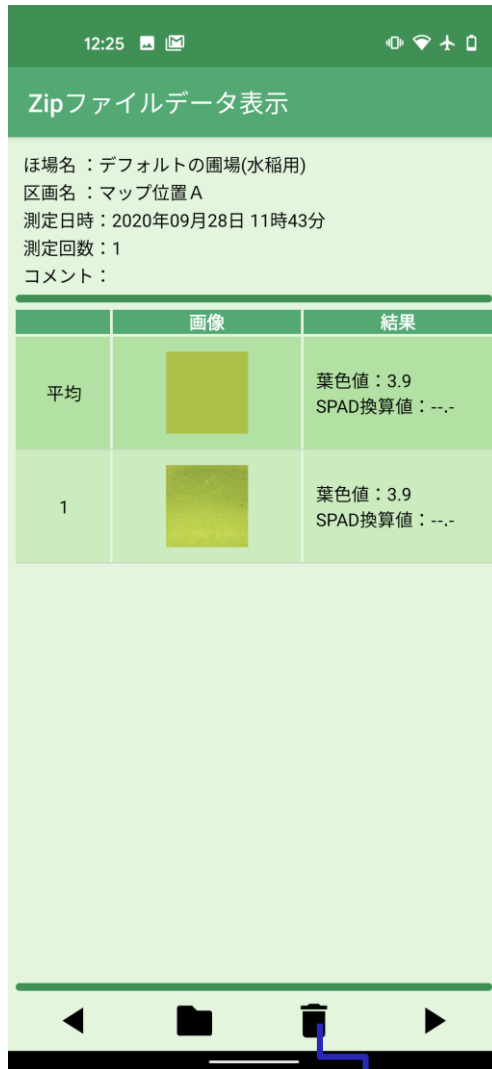 12:25
Zipファイルデータ表示
ほ場名 ：デフォルトの圃場(水稲用)
区画名 ：マップ位置Ａ
測定日時：2020年09月28日 11時43分
測定回数：1
コメント：
画像 結果
平均
葉色値：3.9
SPAD換算値：--.-
1
葉色値：3.9
SPAD換算値：--.-